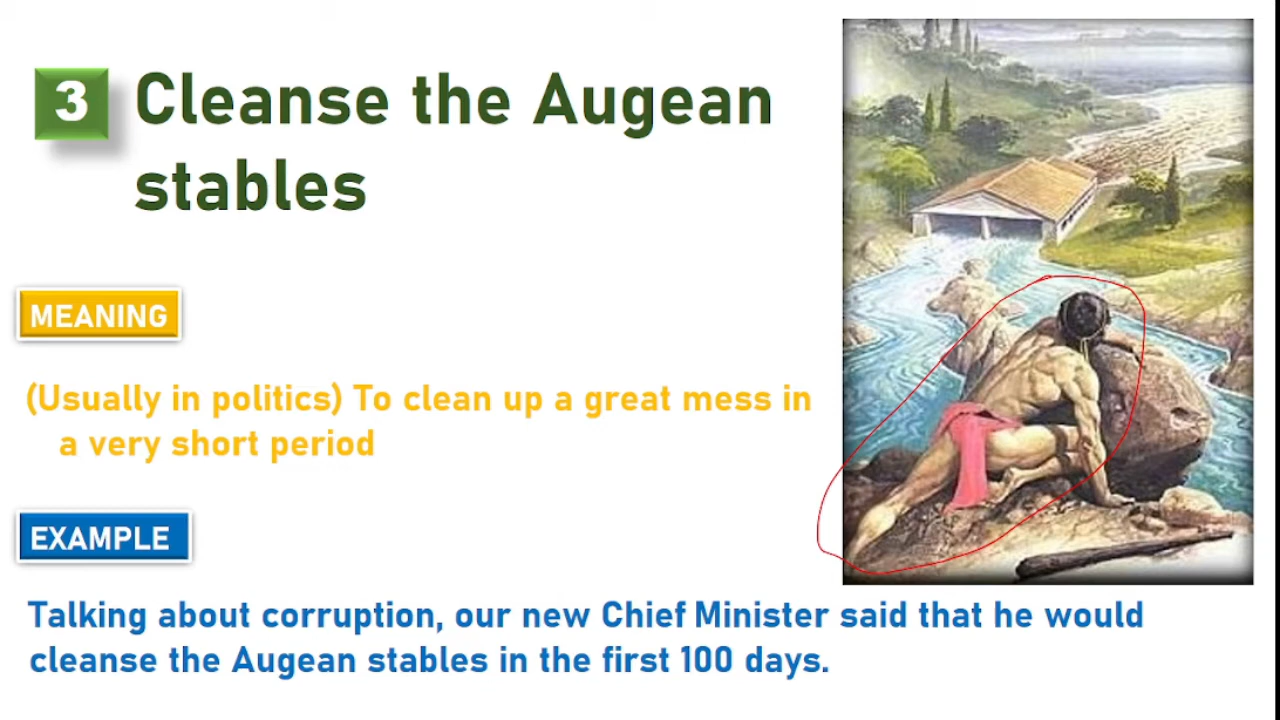 3 Cleanse the Augean
stables
MEANING
(Usually in politics) To clean up a great mess in
a very short period
EXAMPLE
Talking about corruption, our new Chief Minister said that he would
cleanse the Augean stables in the first 100 days.